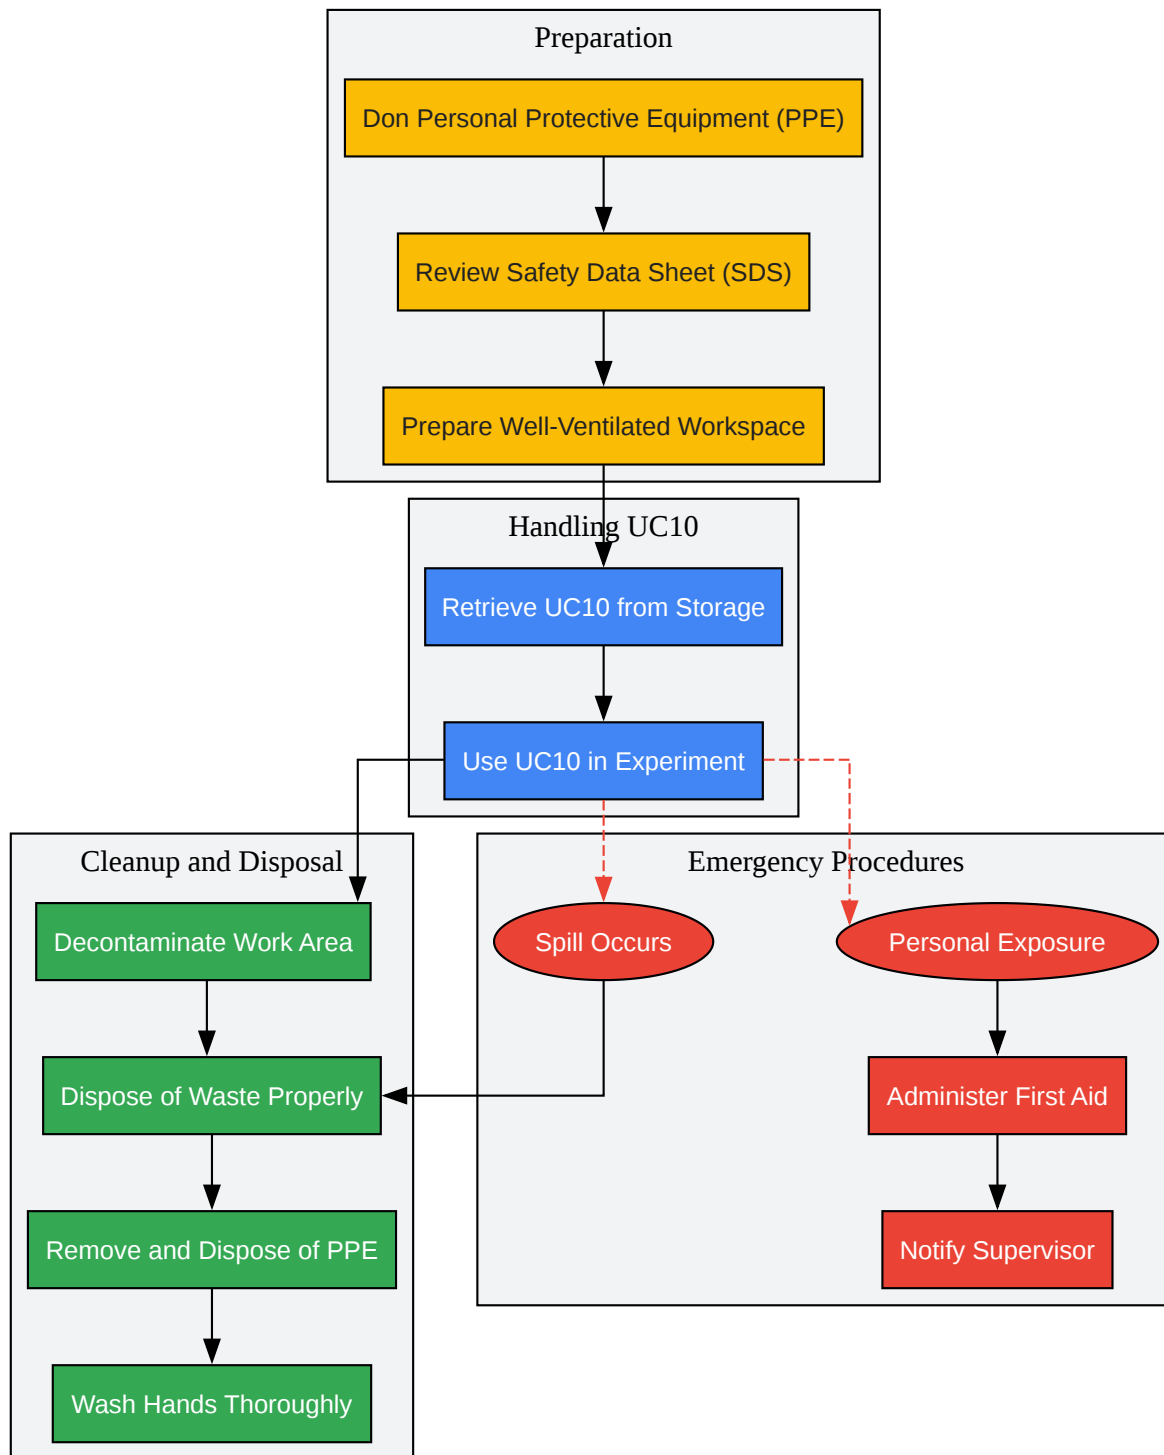 Preparation
Don Personal Protective Equipment (PPE)
Review Safety Data Sheet (SDS)
Prepare Well-Ventilated Workspace
Handling UC10
Retrieve UC10 from Storage
Use UC10 in Experiment
Cleanup and Disposal
Decontaminate Work Area
Dispose of Waste Properly
Remove and Dispose of PPE
Wash Hands Thoroughly
Emergency Procedures
Spill Occurs
Personal Exposure
Administer First Aid
Notify Supervisor